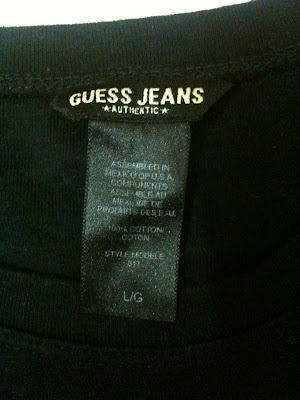 GUESS JEANS
★AUTHENTIC★
ASSEMBLED IN
MEXICO OF U.S.A.
COMPONENTS
ASSEMBLE AU
MEXIQUE DE
PRODUITS DES E.-U.
100% COTTON/
COTON
STYLE/MODELE
L/G